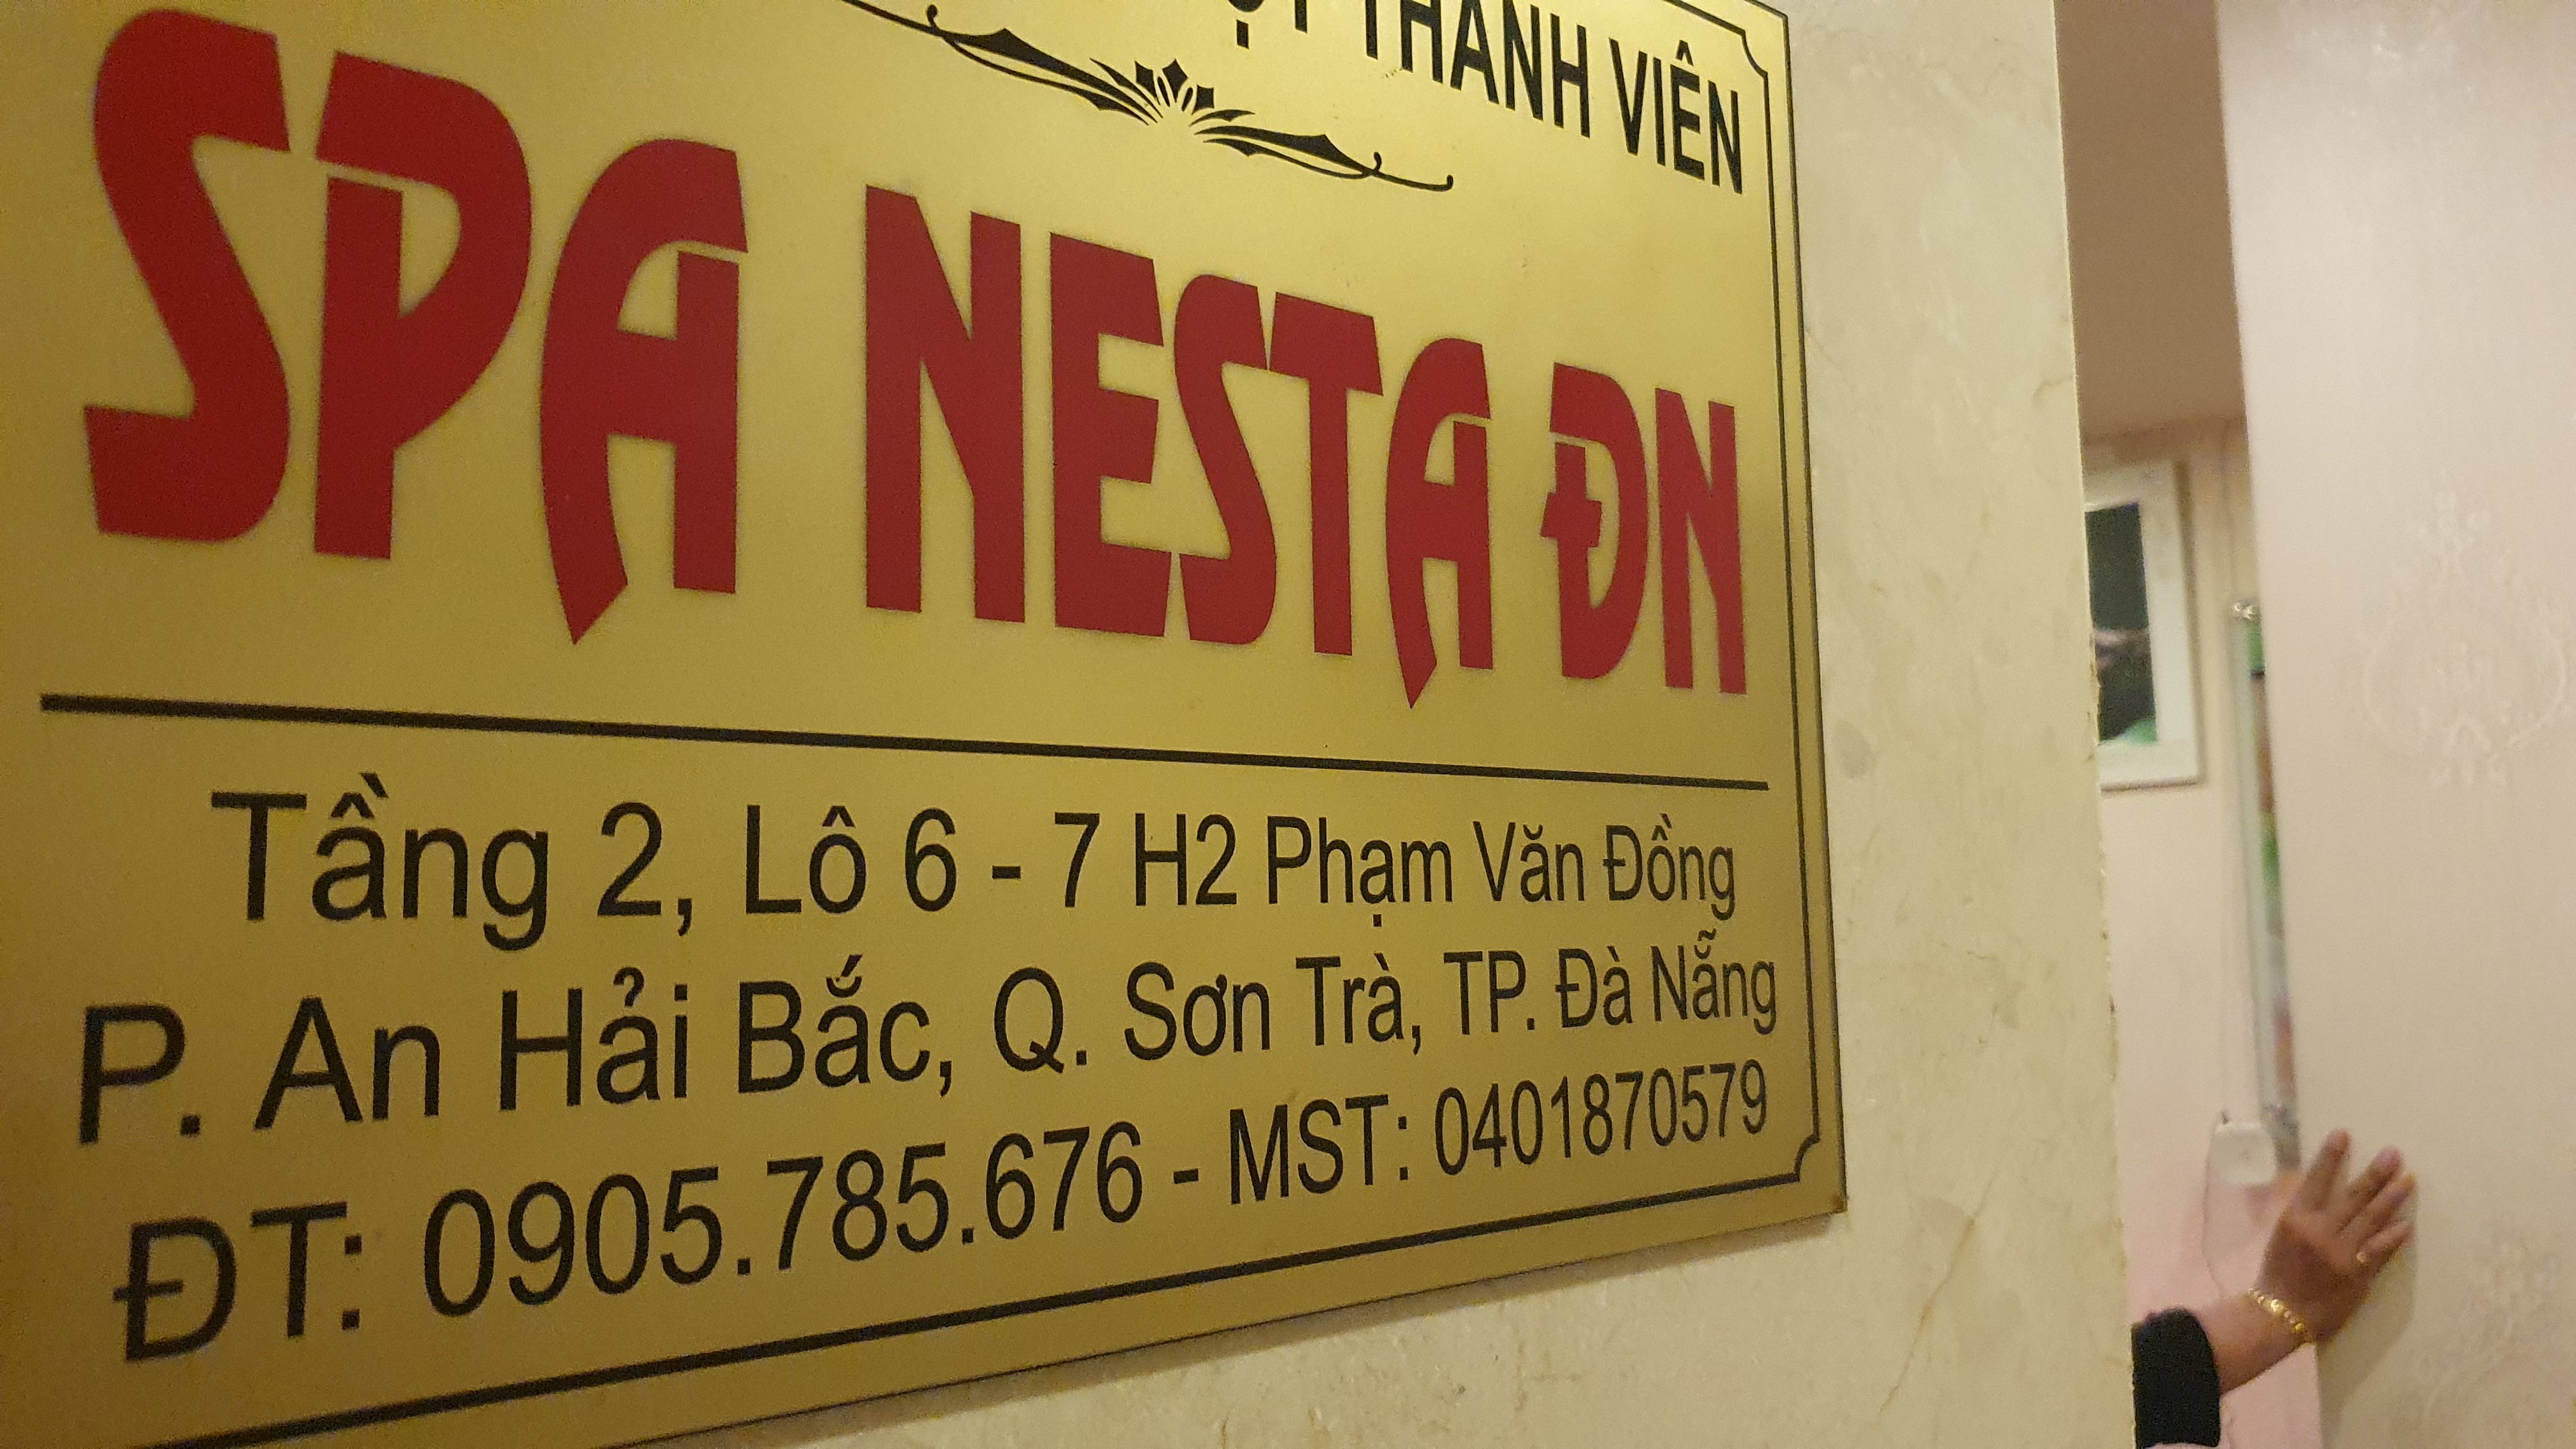 THÀNH VIÊN
SPA NESTA ĐN
Tầng 2, Lô 6 - 7 H2 Phạm Văn Đồng
P. An Hải Bắc, Q. Sơn Trà, TP. Đà Nẵng
ĐT: 0905.785.676 - MST: 0401870579